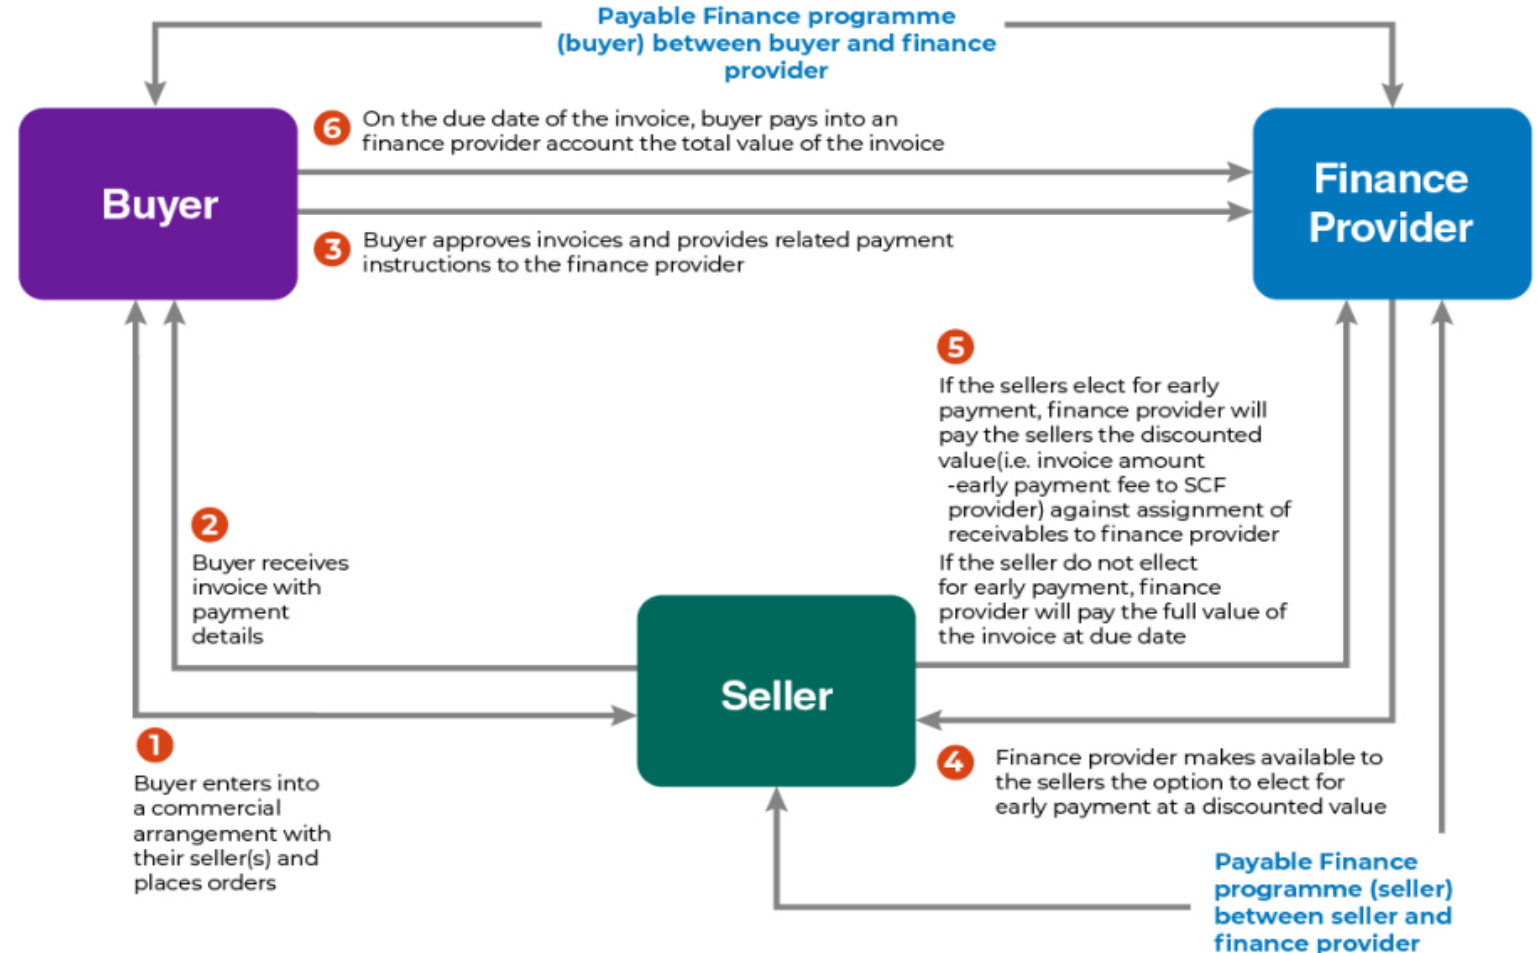 Payable Finance programme
(buyer) between buyer and finance
provider
6
On the due date of the invoice, buyer pays into an
finance provider account the total value of the invoice
Buyer
Finance
Provider
3
Buyer approves invoices and provides related payment
instructions to the finance provider
5
If the sellers elect for early
payment, finance provider will
pay the sellers the discounted
value(i.e. invoice amount
-early payment fee to SCF
provider) against assignment of
receivables to finance provider
If the seller do not ellect
for early payment, finance
provider will pay the full value of
the invoice at due date
2
Buyer receives
invoice with
payment
details
Seller
1
Buyer enters into
a commercial
arrangement with
their seller(s) and
places orders
4
Finance provider makes available to
the sellers the option to elect for
early payment at a discounted value
Payable Finance
programme (seller)
between seller and
finance provider